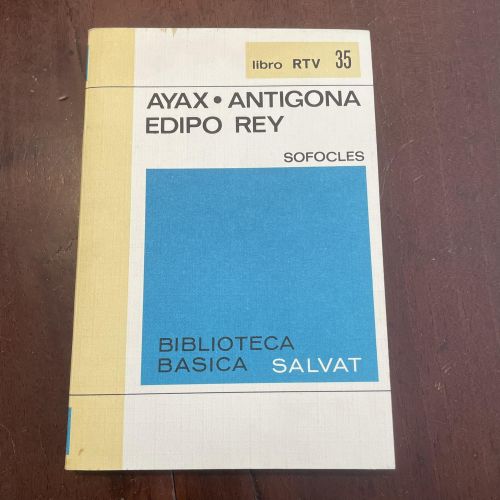 libro RTV 35
AYAX • ANTIGONA
EDIPO REY
SOFOCLES
BIBLIOTECA
BASICA SALVAT